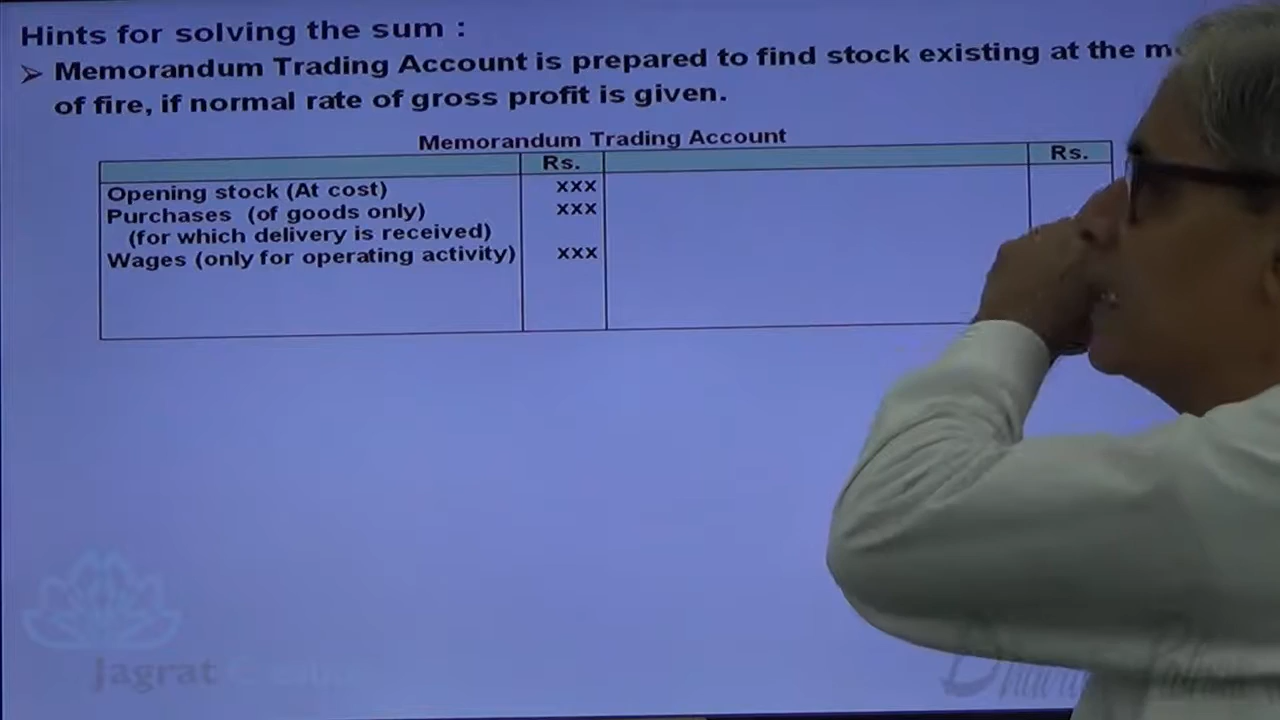 Hints for solving the sum :
➢ Memorandum Trading Account is prepared to find stock existing at the
of fire, if normal rate of gross profit is given.
Memorandum Trading Account
Rs. Rs.
Opening stock (At cost) xxx
Purchases (of goods only) xxx
(for which delivery is received)
Wages (only for operating activity) xxx
Jagrat